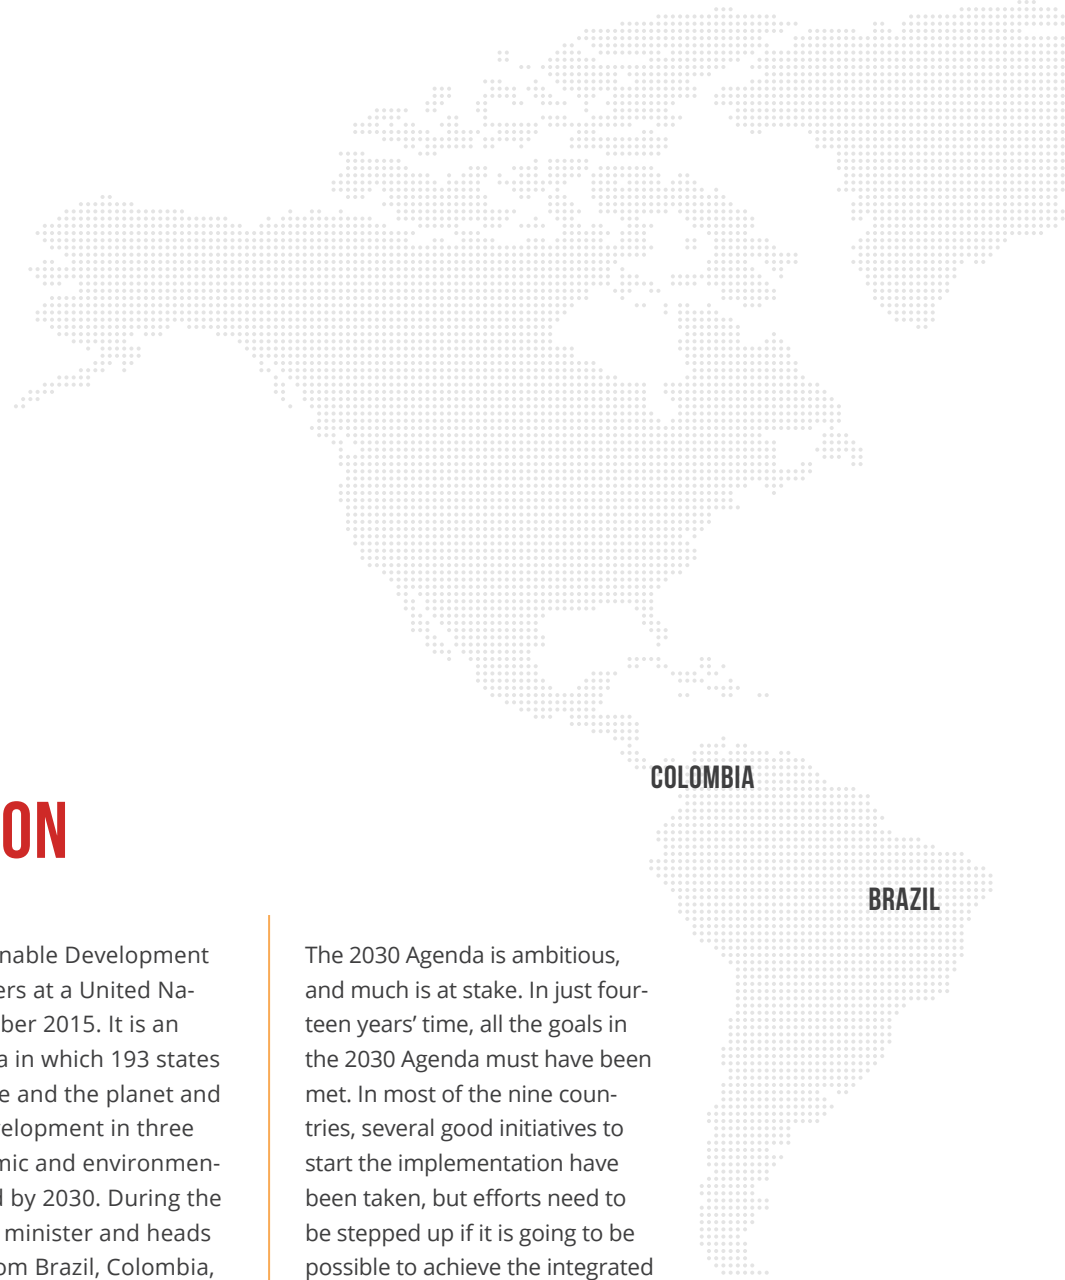 COLOMBIA
ON
BRAZIL
nable Development
ers at a United Na-
ber 2015. It is an
a in which 193 states
e and the planet and
elopment in three
mic and environmen-
d by 2030. During the
minister and heads
om Brazil, Colombia,
The 2030 Agenda is ambitious,
and much is at stake. In just four-
teen years’ time, all the goals in
the 2030 Agenda must have been
met. In most of the nine coun-
tries, several good initiatives to
start the implementation have
been taken, but efforts need to
be stepped up if it is going to be
possible to achieve the integrated